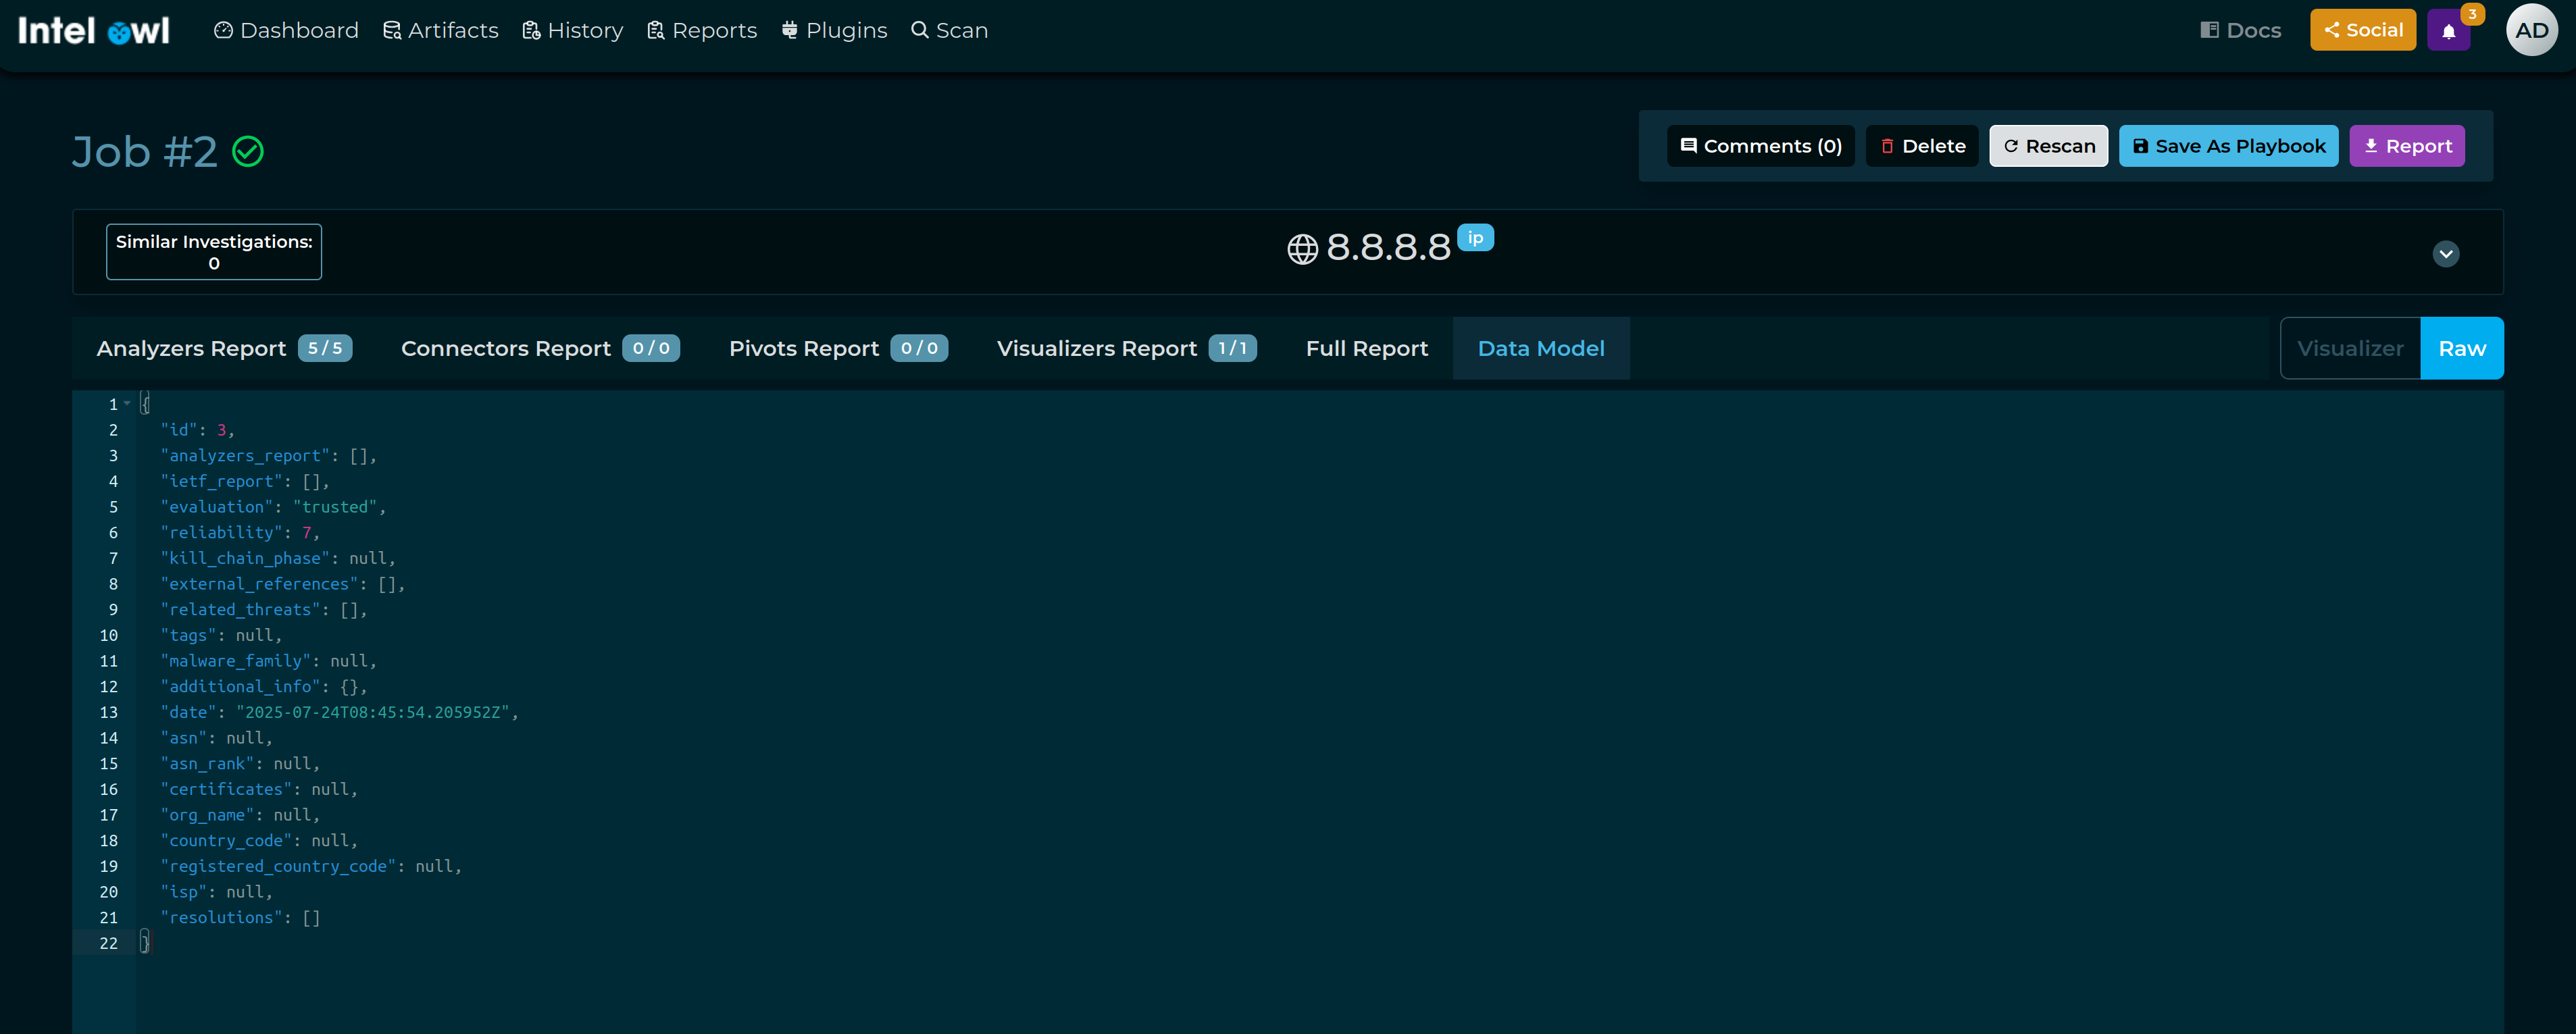 Intel Owl Dashboard Artifacts History Reports Plugins Scan Docs Social 3 AD
Job #2 Comments (0) Delete Rescan Save As Playbook Report
Similar Investigations:
0
8.8.8.8 ip
Analyzers Report 5 / 5 Connectors Report 0 / 0 Pivots Report 0 / 0 Visualizers Report 1 / 1 Full Report Data Model Visualizer Raw
1 {
2 "id": 3,
3 "analyzers_report": [],
4 "ietf_report": [],
5 "evaluation": "trusted",
6 "reliability": 7,
7 "kill_chain_phase": null,
8 "external_references": [],
9 "related_threats": [],
10 "tags": null,
11 "malware_family": null,
12 "additional_info": {},
13 "date": "2025-07-24T08:45:54.205952Z",
14 "asn": null,
15 "asn_rank": null,
16 "certificates": null,
17 "org_name": null,
18 "country_code": null,
19 "registered_country_code": null,
20 "isp": null,
21 "resolutions": []
22 }